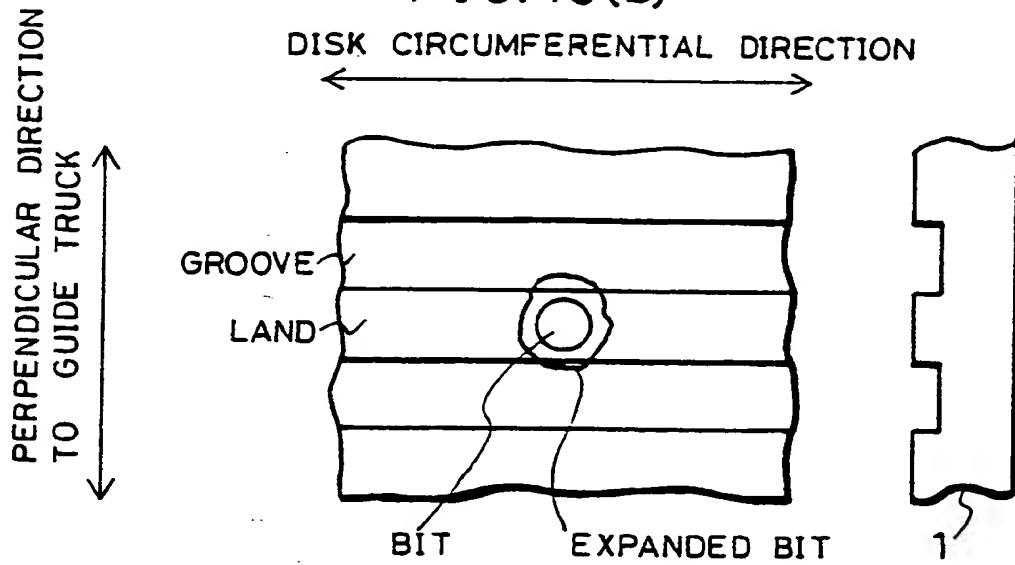 DISK CIRCUMFERENTIAL DIRECTION
PERPENDICULAR DIRECTION
TO GUIDE TRUCK
GROOVE
LAND
BIT
EXPANDED BIT
1